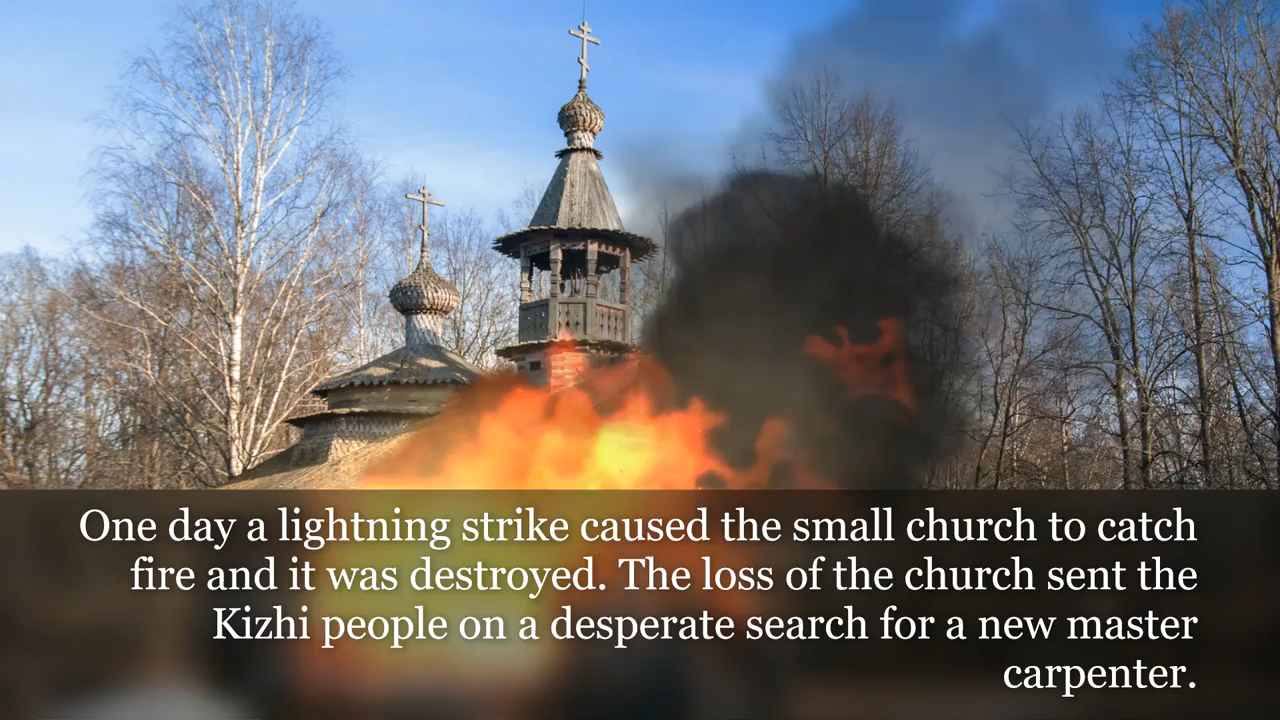 One day a lightning strike caused the small church to catch
fire and it was destroyed. The loss of the church sent the
Kizhi people on a desperate search for a new master
carpenter.